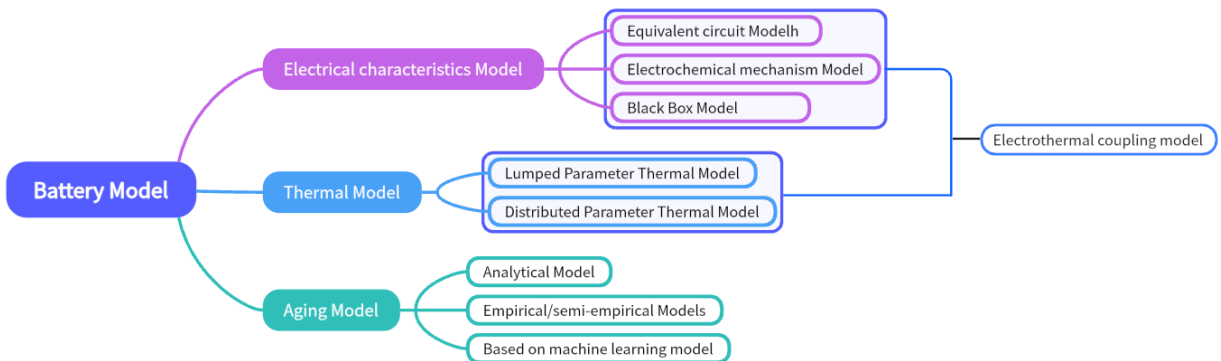 Battery Model
Electrical characteristics Model
Equivalent circuit Modelh
Electrochemical mechanism Model
Black Box Model
Thermal Model
Lumped Parameter Thermal Model
Distributed Parameter Thermal Model
Electrothermal coupling model
Aging Model
Analytical Model
Empirical/semi-empirical Models
Based on machine learning model